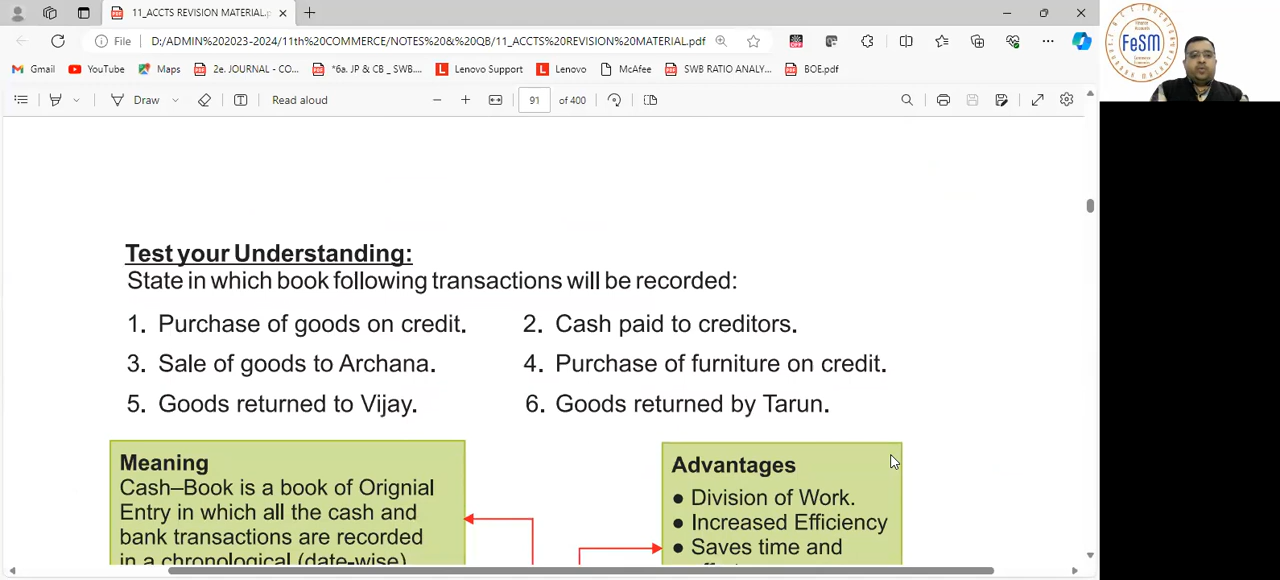 11_ACCTS REVISION MATERIAL.p
File
D:/ADMIN%202023-2024/11th%20COMMERCE/NOTES%20&%20QB/11_ACCTS%20REVISION%20MATERIAL.pdf
Gmail
YouTube
Maps
2e. JOURNAL - CO...
*6a. JP & CB _ SWB...
Lenovo Support
Lenovo
McAfee
SWB RATIO ANALY...
BOE.pdf
Draw
Read aloud
91 of 400
FeSM
Test your Understanding:
State in which book following transactions will be recorded:
1. Purchase of goods on credit. 2. Cash paid to creditors.
3. Sale of goods to Archana. 4. Purchase of furniture on credit.
5. Goods returned to Vijay. 6. Goods returned by Tarun.
Meaning
Cash–Book is a book of Orignial
Entry in which all the cash and
bank transactions are recorded
in a chronological (date-wise)
Advantages
● Division of Work.
● Increased Efficiency
● Saves time and